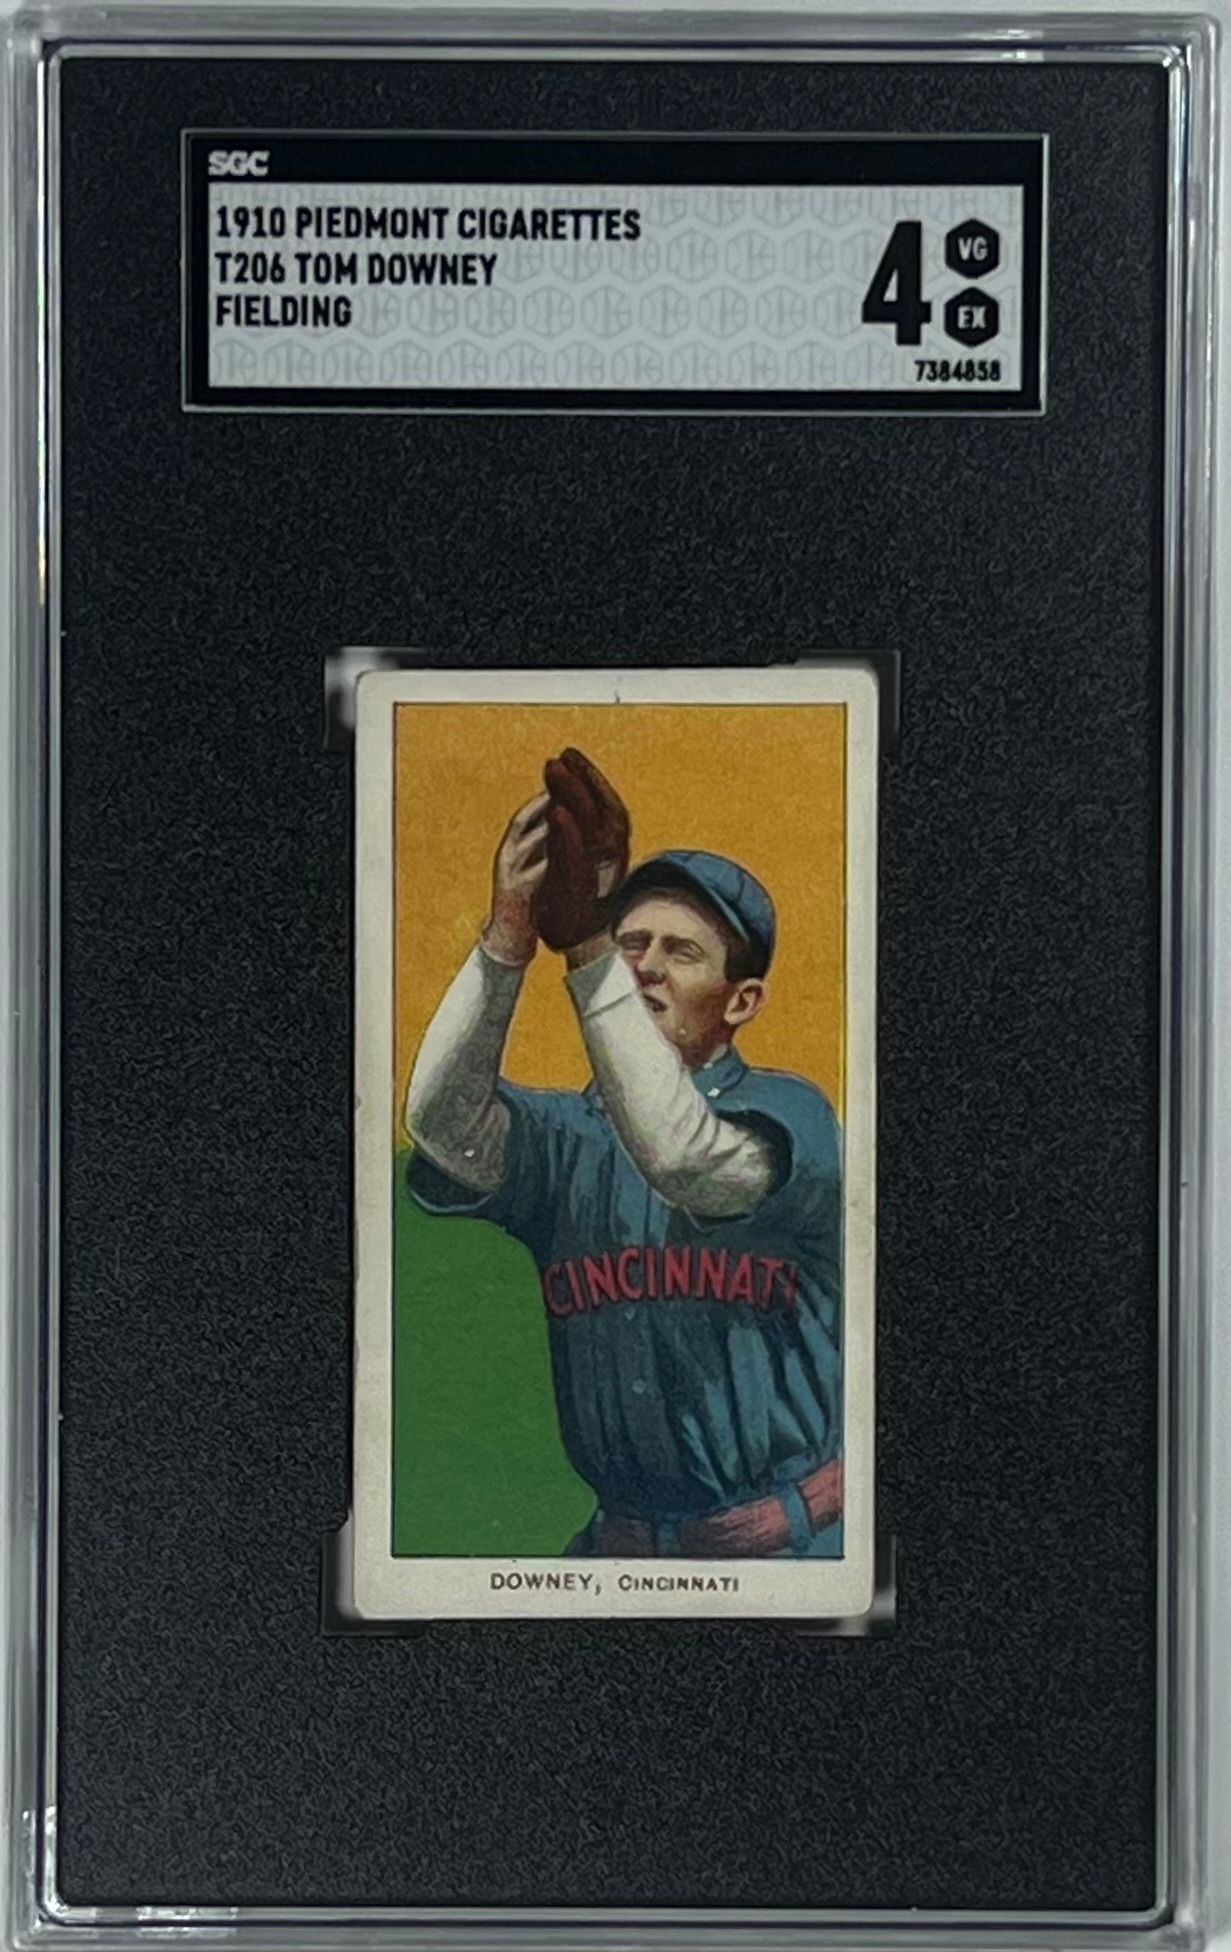 SGC
1910 PIEDMONT CIGARETTES
T206 TOM DOWNEY
FIELDING
4
VG
EX
7384858
CINCINNATI
DOWNEY, CINCINNATI